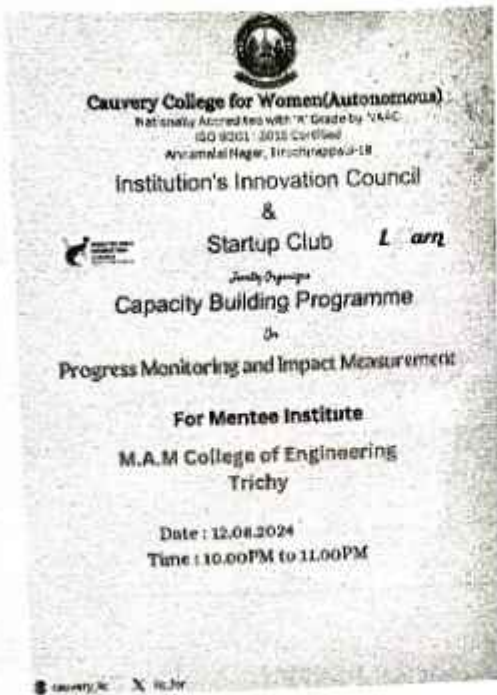 Cauvery College for Women(Autonomous)
Nationally Accredited with 'A' Grade by NAAC
ISO 9001 : 2015 Certified
Annamalai Nagar, Tiruchirappalli-18
Institution's Innovation Council
&
Startup Club
L arn
Jointly Organizes
Capacity Building Programme
On
Progress Monitoring and Impact Measurement
For Mentee Institute
M.A.M College of Engineering
Trichy
Date : 12.08.2024
Time : 10.00PM to 11.00PM